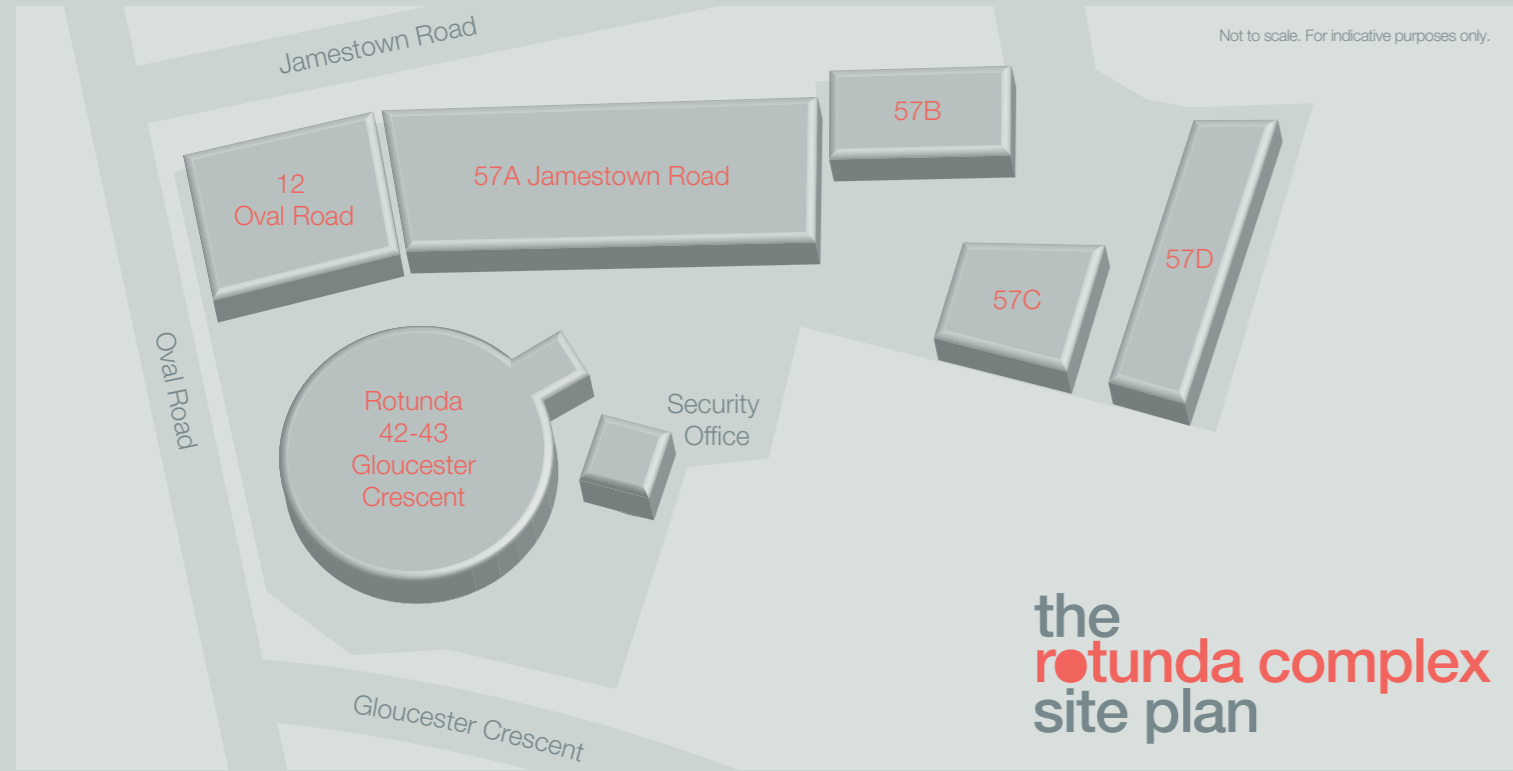 Jamestown Road
Not to scale. For indicative purposes only.
57B
12
Oval Road
57A Jamestown Road
57D
57C
Oval Road
Rotunda
42-43
Gloucester
Crescent
Security
Office
Gloucester Crescent
the
rotunda complex
site plan